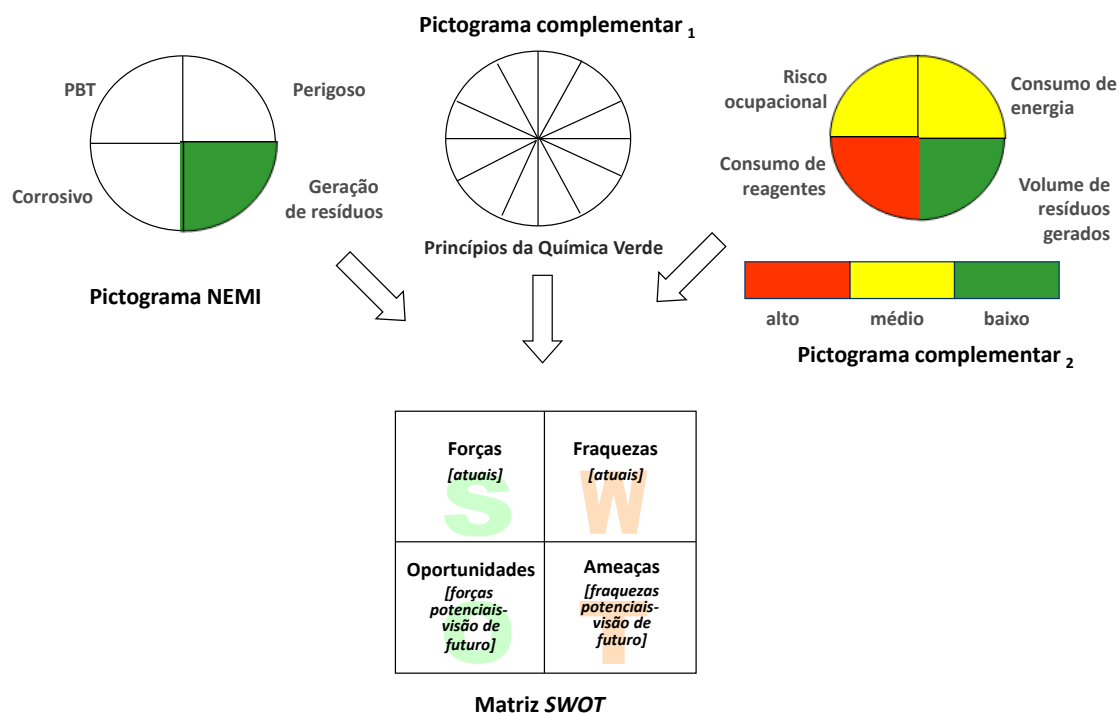 Pictograma complementar 1
PBT
Perigoso
Corrosivo
Geração
de resíduos
Pictograma NEMI
Princípios da Química Verde
Risco
ocupacional
Consumo de
energia
Consumo de
reagentes
Volume de
resíduos
gerados
alto
médio
baixo
Pictograma complementar 2
Forças
[atuais]
S
Fraquezas
[atuais]
W
Oportunidades
[forças
potenciais-
visão de
futuro]
O
Ameaças
[fraquezas
potenciais-
visão de
futuro]
T
Matriz SWOT